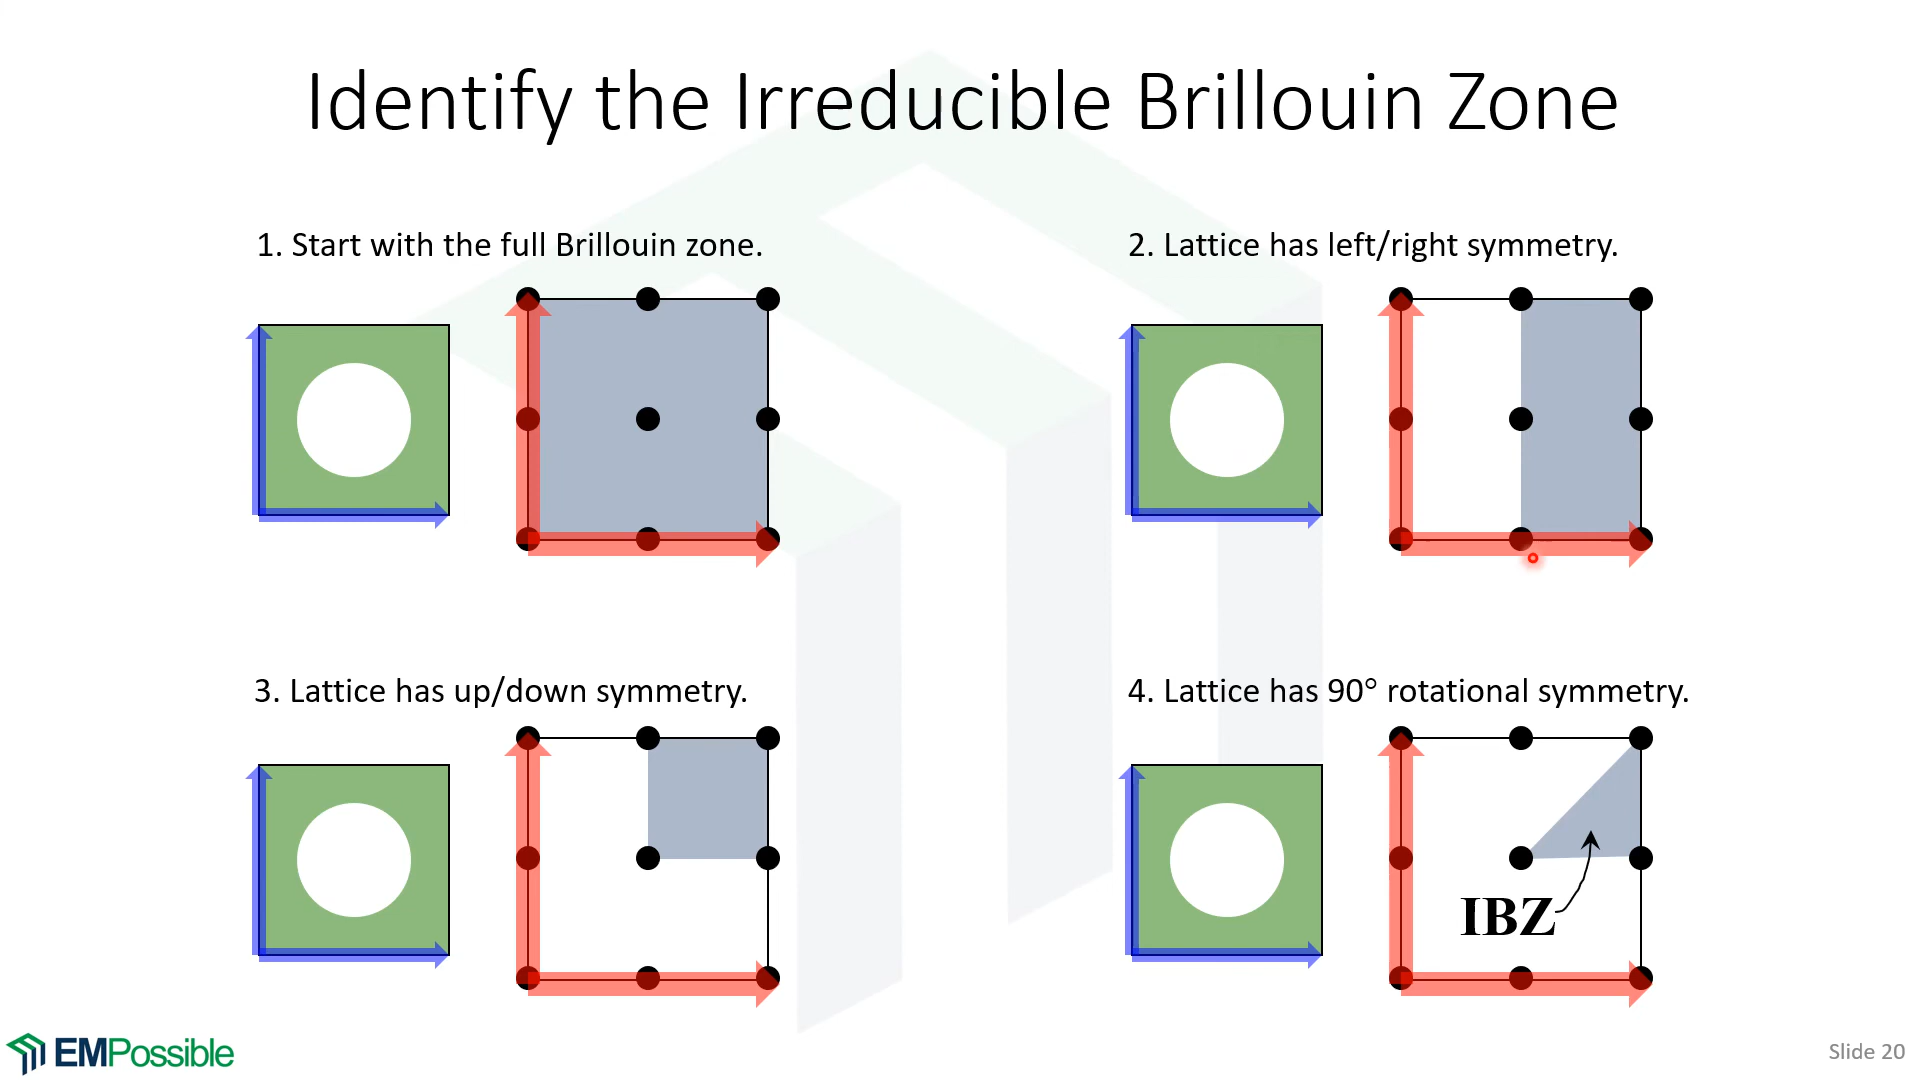 Identify the Irreducible Brillouin Zone
1. Start with the full Brillouin zone.
2. Lattice has left/right symmetry.
3. Lattice has up/down symmetry.
4. Lattice has 90° rotational symmetry.
IBZ
EMPossible
Slide 20